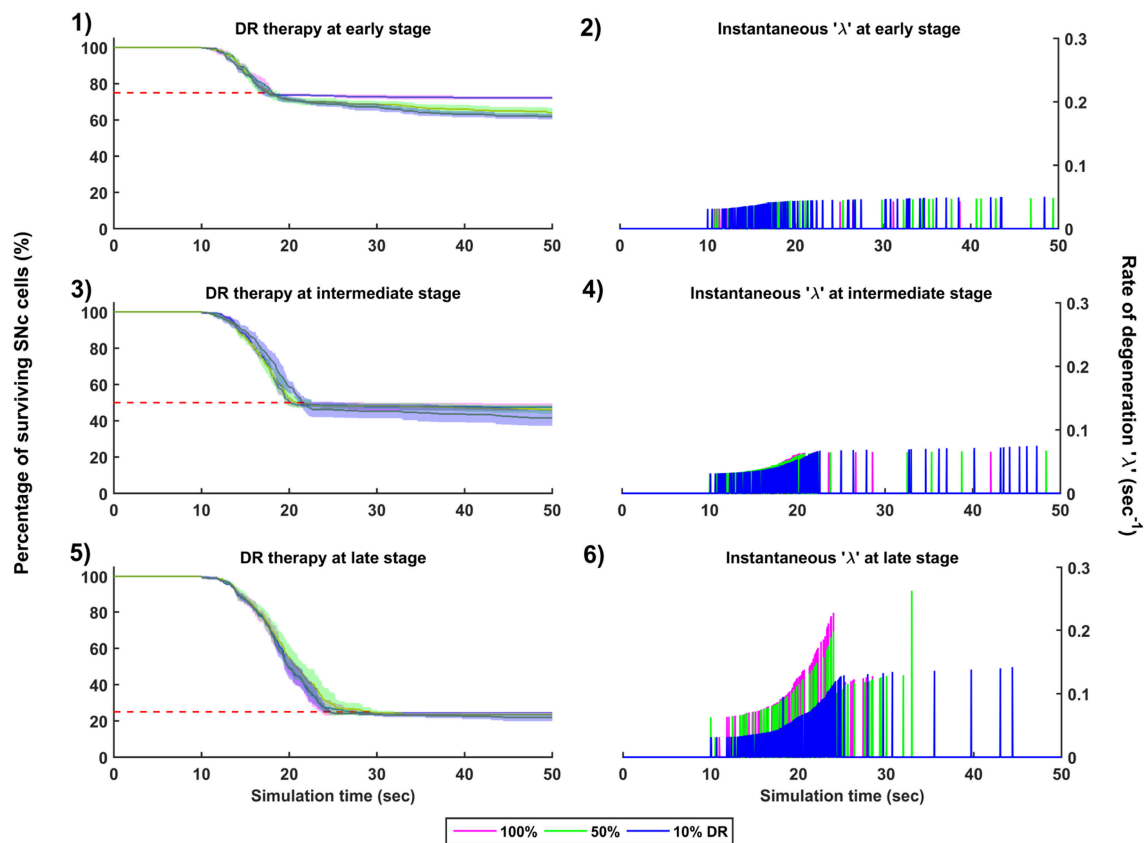 1)
DR therapy at early stage
100
80
60
40
20
0
0 10 20 30 40 50
2)
Instantaneous 'λ' at early stage
0.3
0.2
0.1
0
0 10 20 30 40 50
3)
DR therapy at intermediate stage
100
80
60
40
20
0
0 10 20 30 40 50
4)
Instantaneous 'λ' at intermediate stage
0.3
0.2
0.1
0
0 10 20 30 40 50
5)
DR therapy at late stage
100
80
60
40
20
0
0 10 20 30 40 50
Simulation time (sec)
6)
Instantaneous 'λ' at late stage
0.3
0.2
0.1
0
0 10 20 30 40 50
Simulation time (sec)
Percentage of surviving SNc cells (%)
Rate of degeneration 'λ' (sec⁻¹)
100% 50% 10% DR